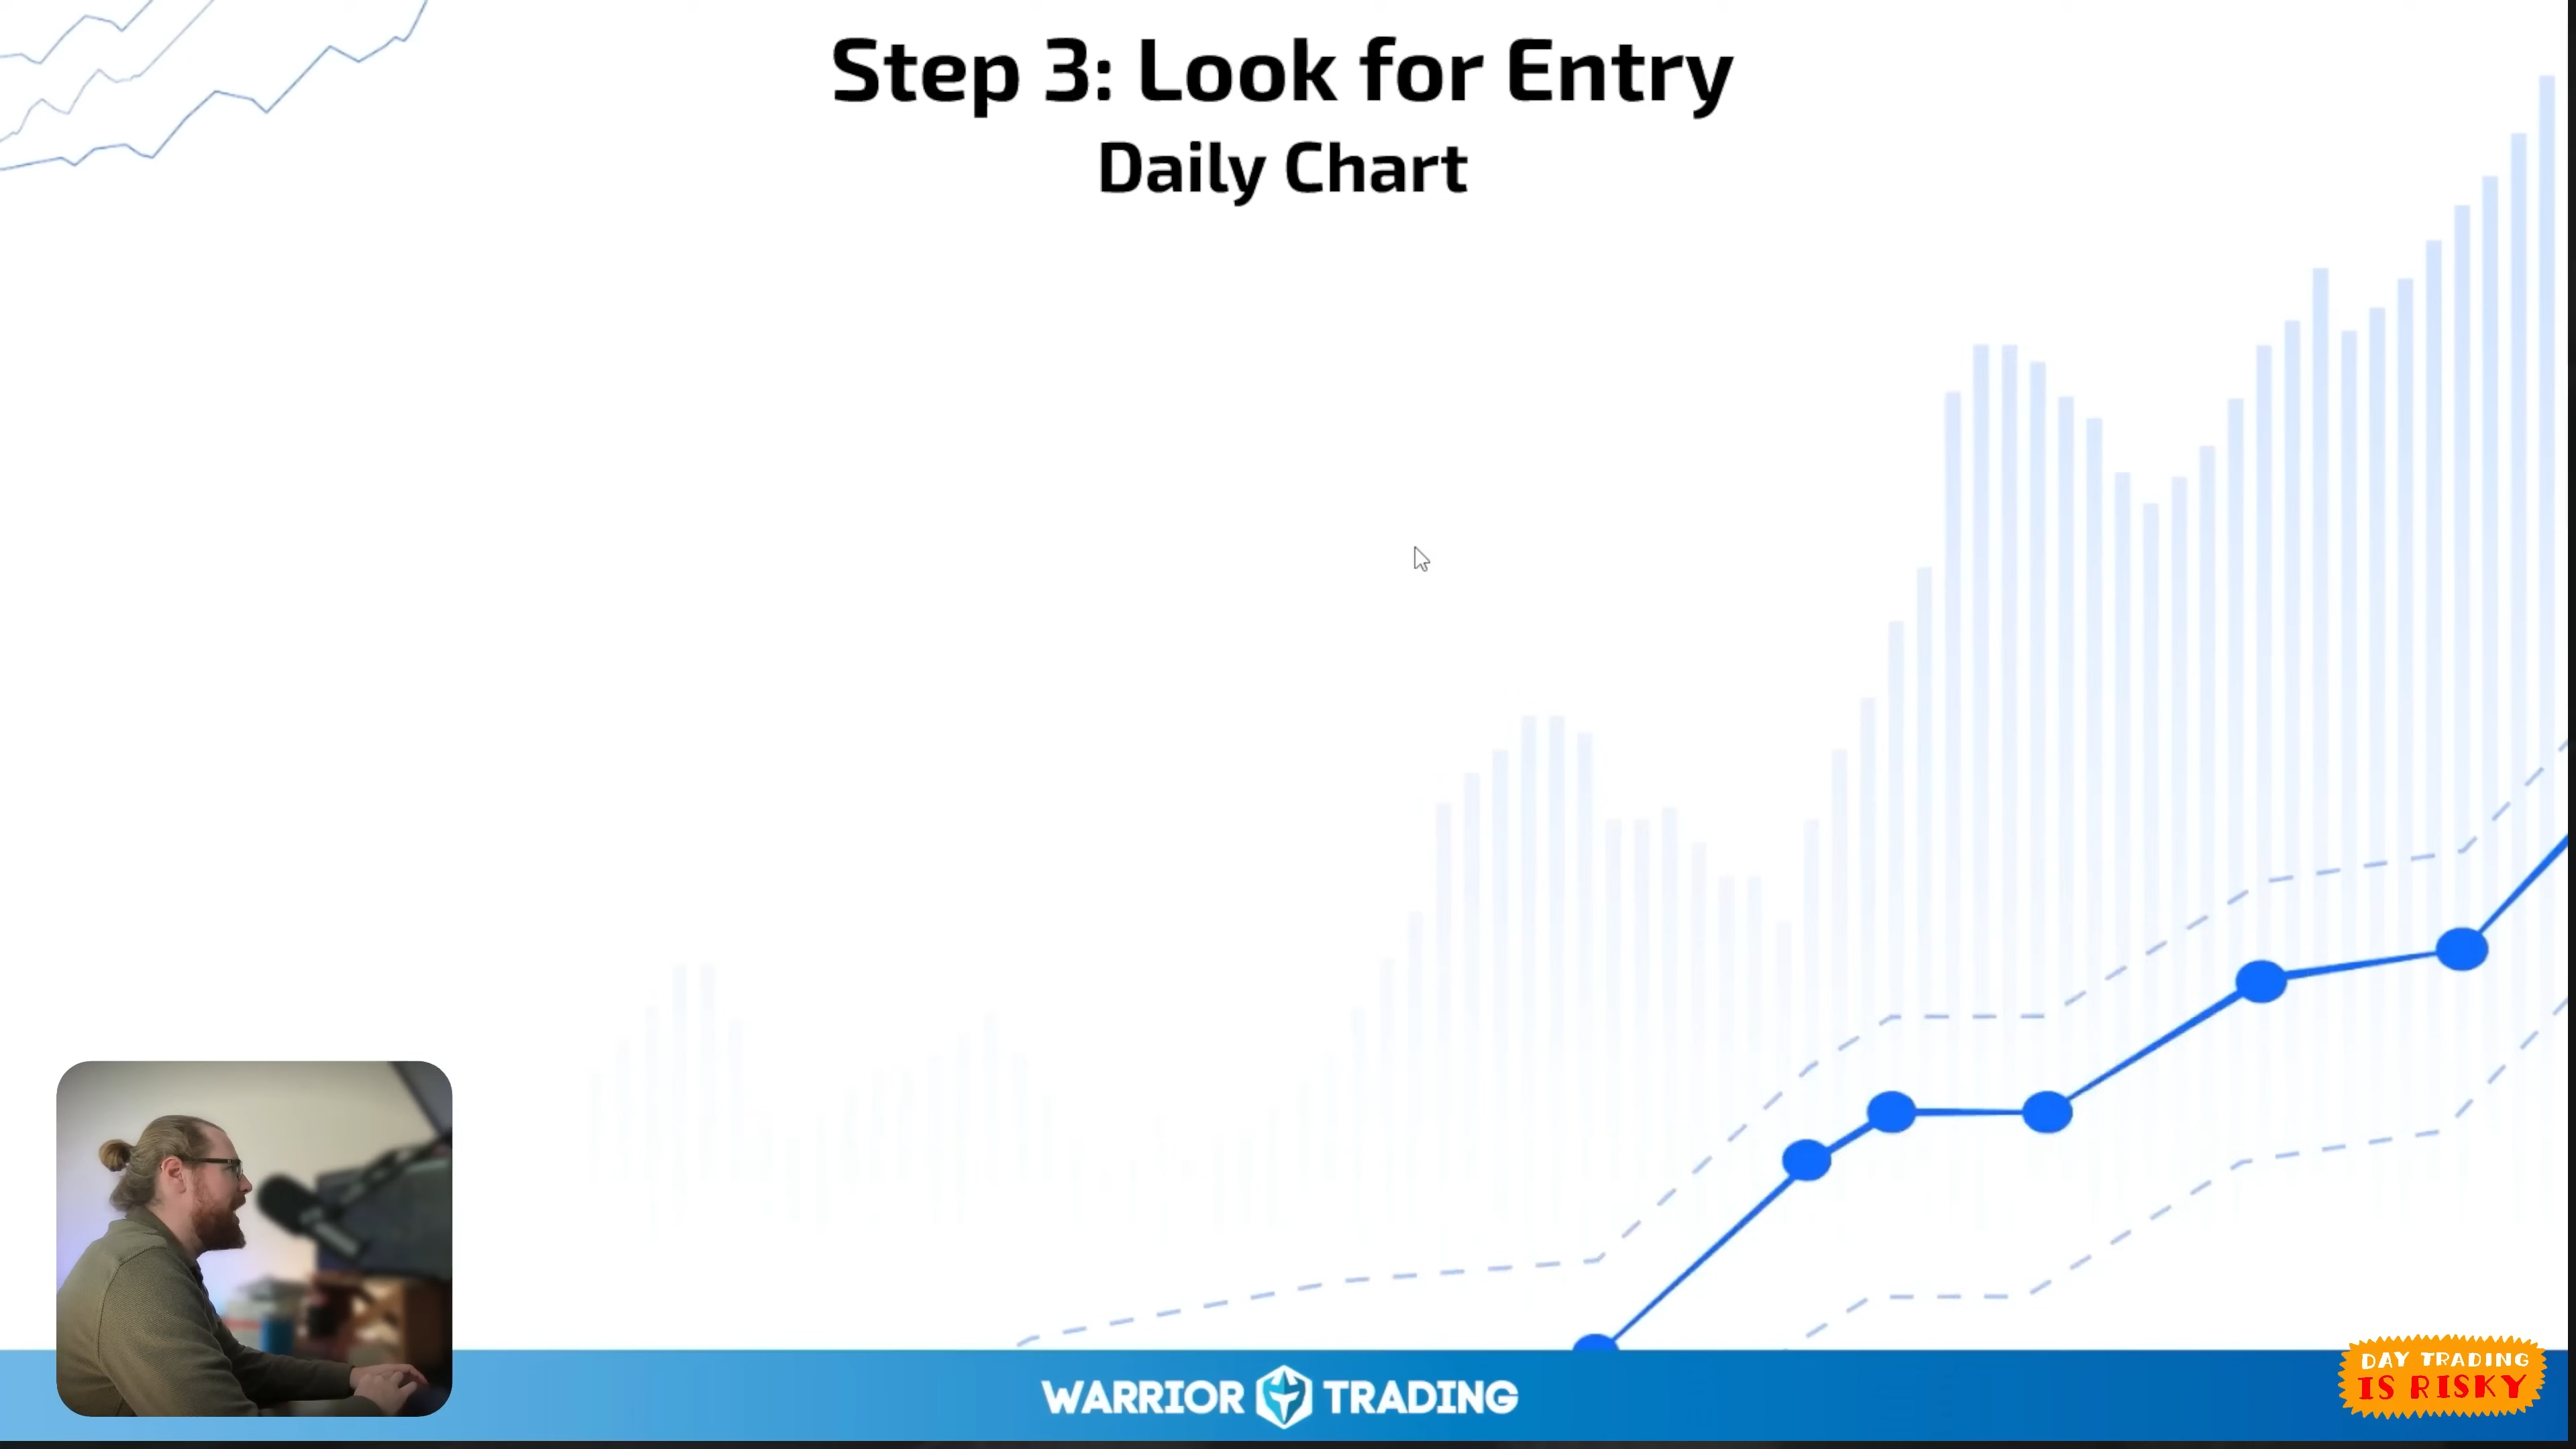 Step 3: Look for Entry
Daily Chart
WARRIOR TRADING
DAY TRADING
IS RISKY